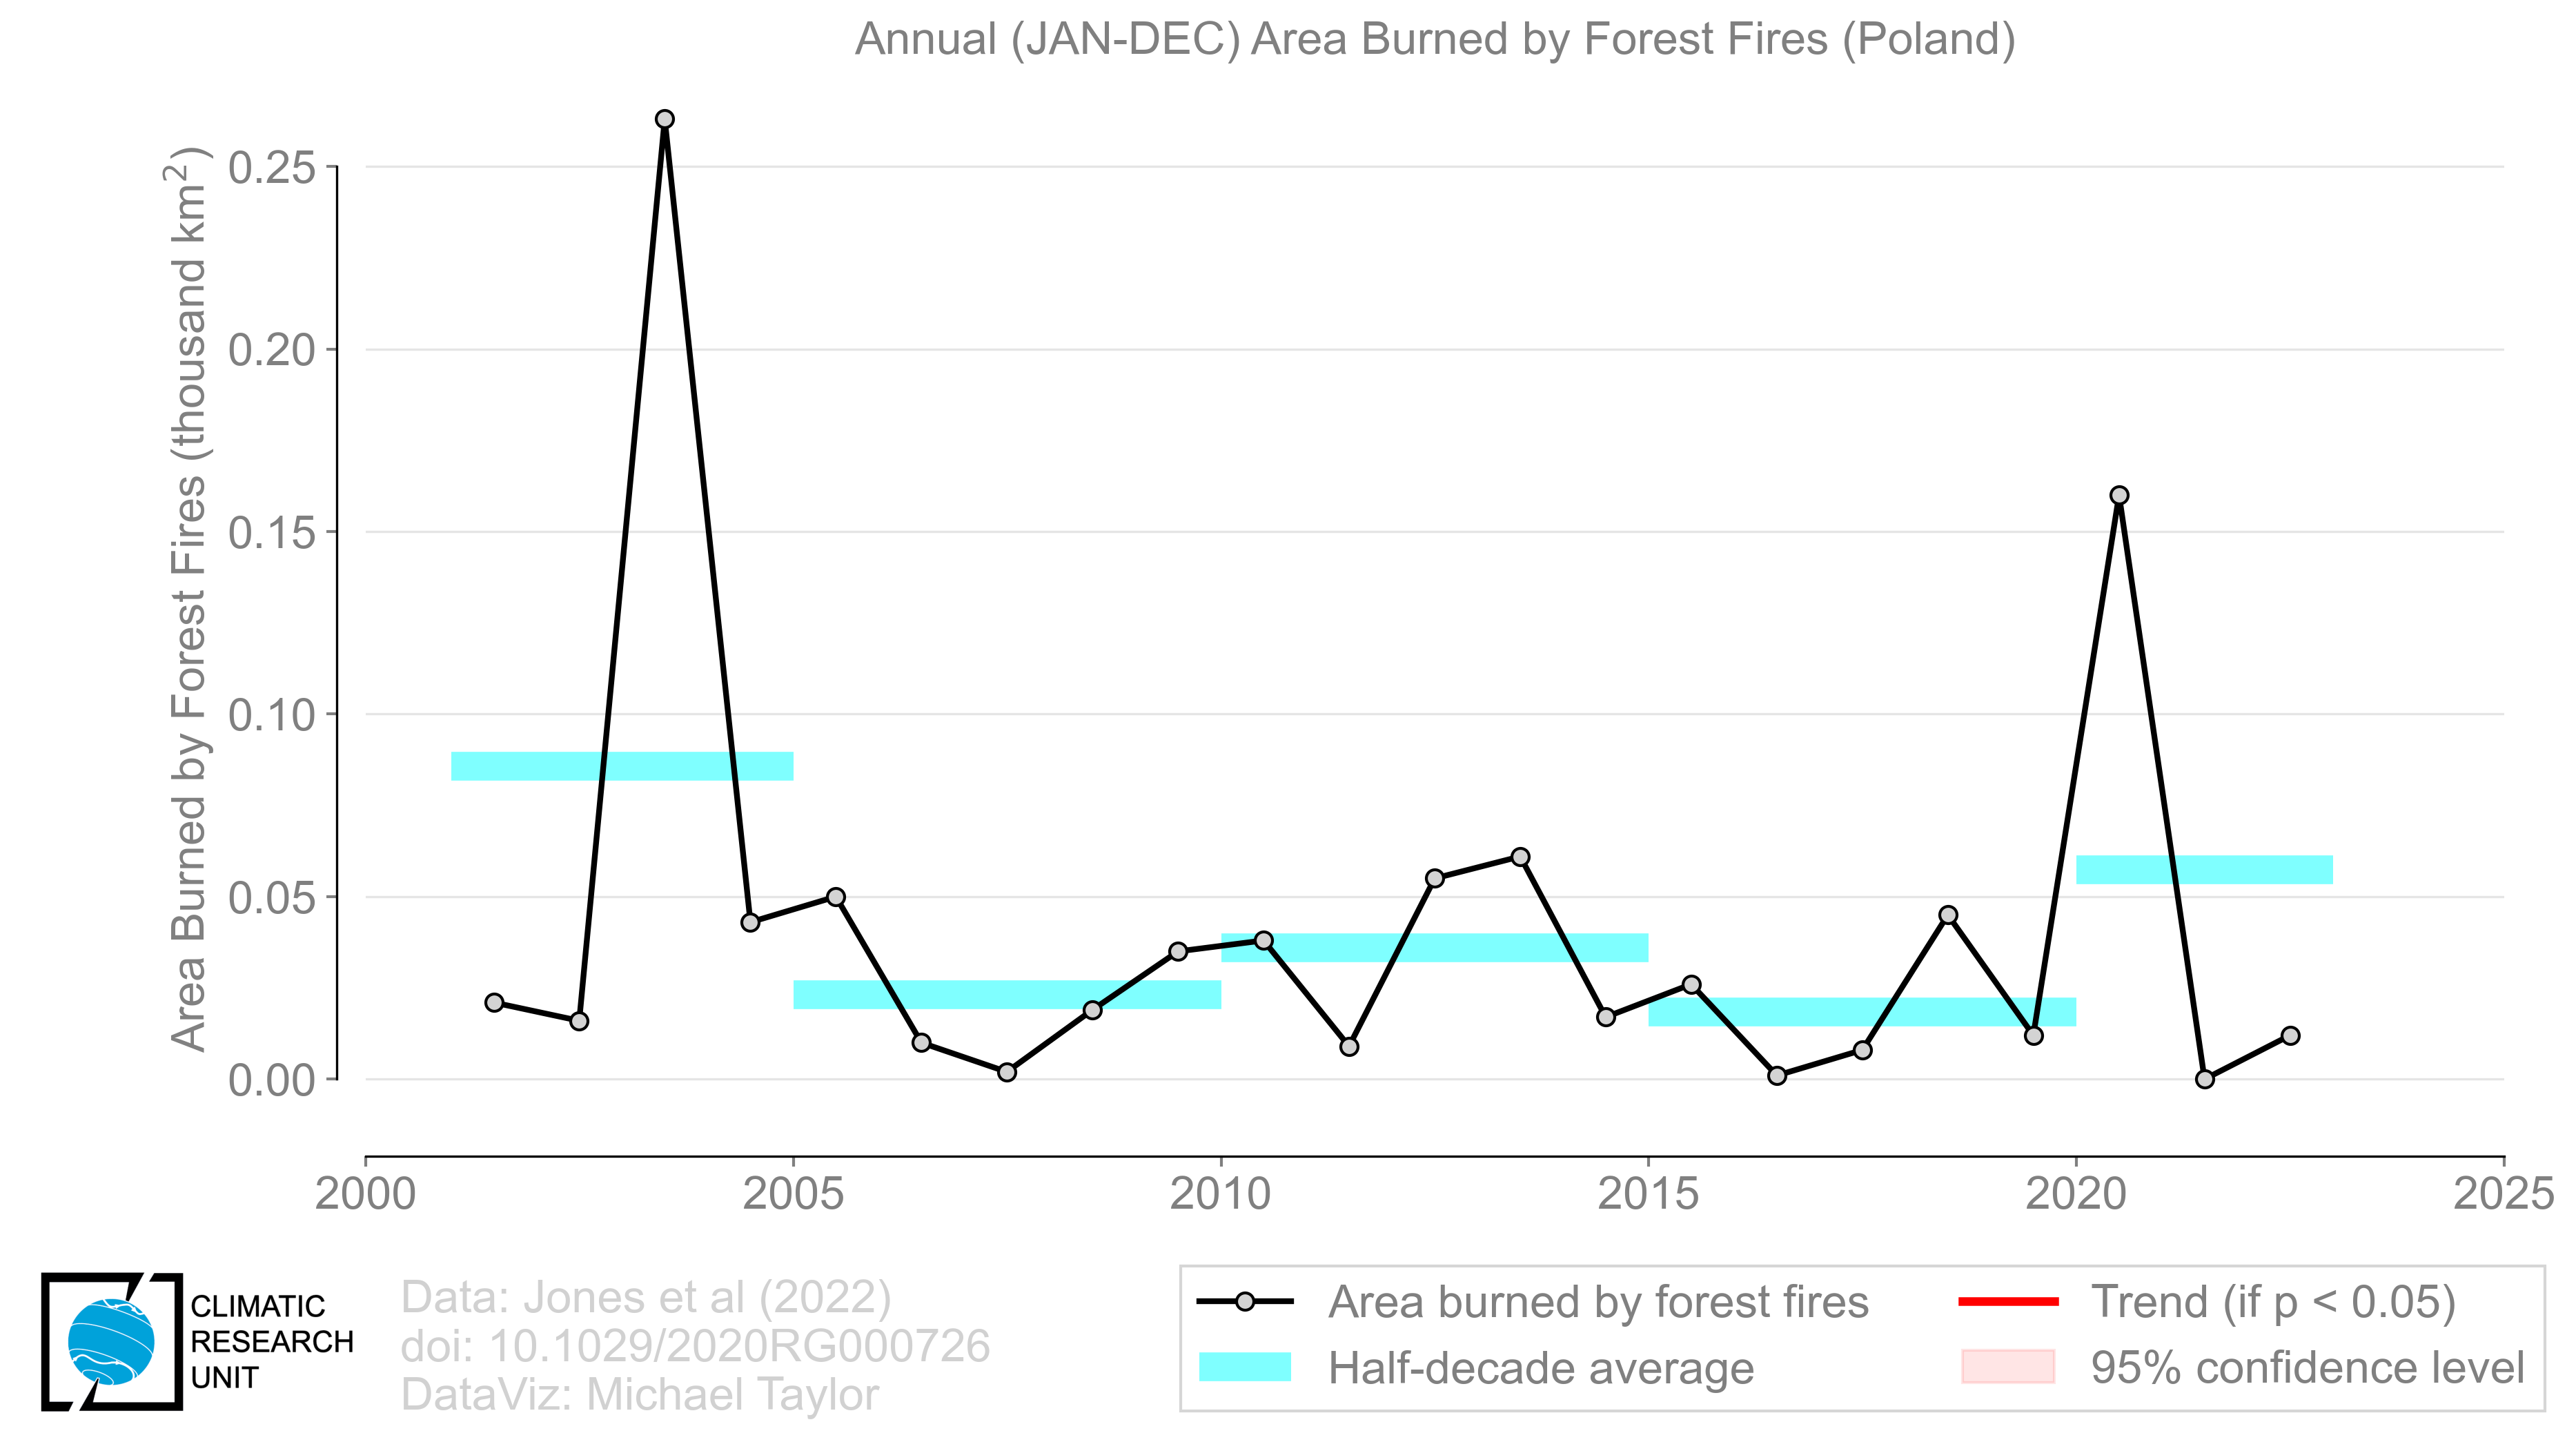 Annual (JAN-DEC) Area Burned by Forest Fires (Poland)
Area Burned by Forest Fires (thousand km²)
0.25
0.20
0.15
0.10
0.05
0.00
2000
2005
2010
2015
2020
2025
CLIMATIC
RESEARCH
UNIT
Data: Jones et al (2022)
doi: 10.1029/2020RG000726
DataViz: Michael Taylor
Area burned by forest fires
Half-decade average
Trend (if p < 0.05)
95% confidence level